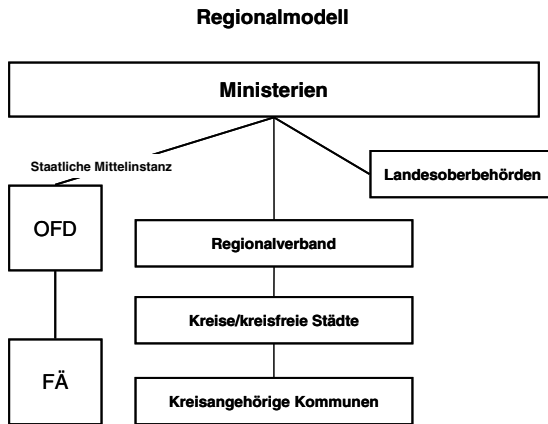 Regionalmodell
Ministerien
Staatliche Mittelinstanz
Landesoberbehörden
OFD
Regionalverband
Kreise/kreisfreie Städte
FÄ
Kreisangehörige Kommunen